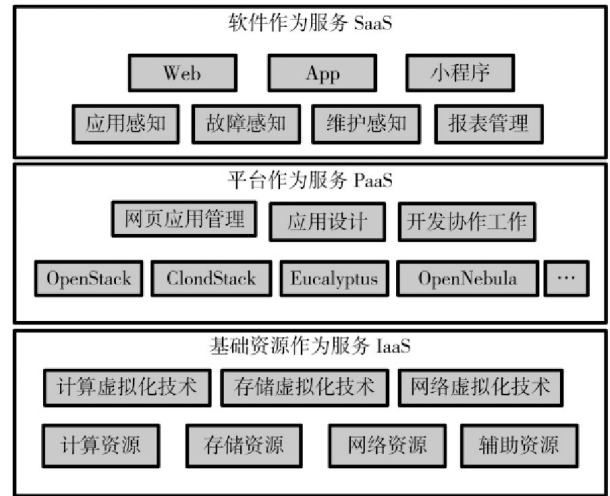 软件作为服务 SaaS
Web App 小程序
应用感知 故障感知 维护感知 报表管理
平台作为服务 PaaS
网页应用管理 应用设计 开发协作工作
OpenStack ClondStack Eucalyptus OpenNebula …
基础资源作为服务 IaaS
计算虚拟化技术 存储虚拟化技术 网络虚拟化技术
计算资源 存储资源 网络资源 辅助资源